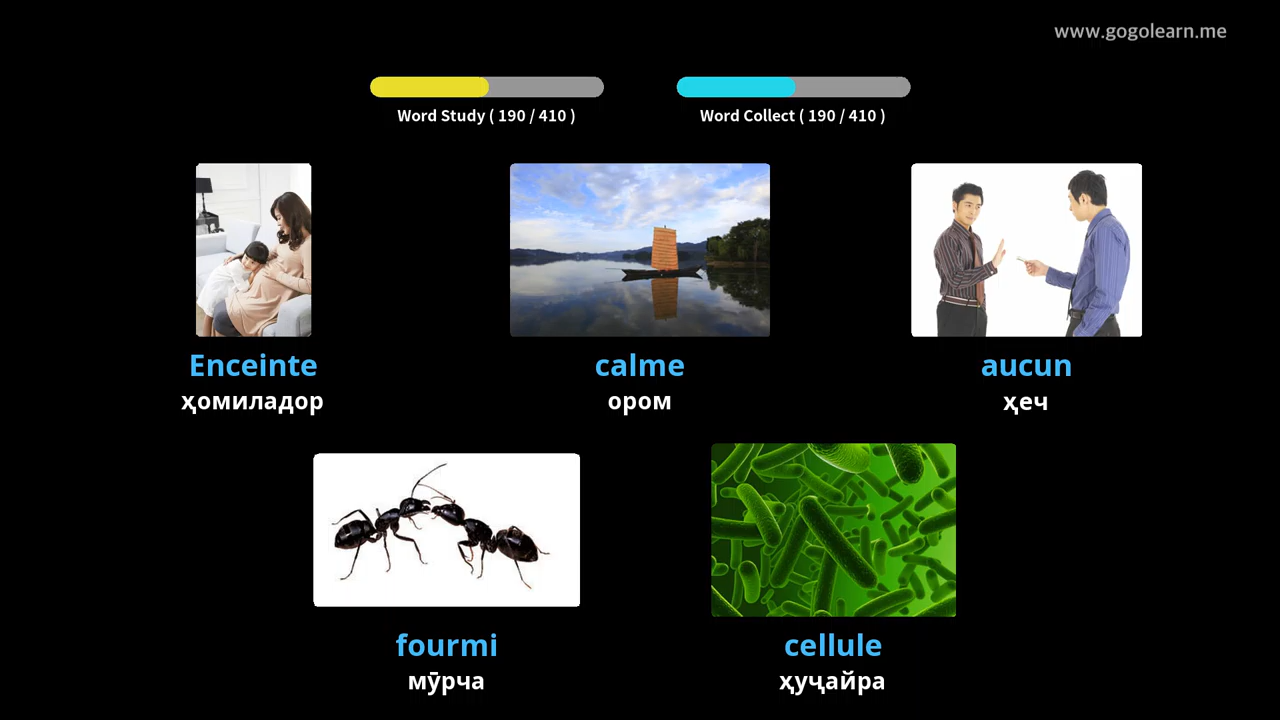 www.gogolearn.me
Word Study ( 190 / 410 )
Word Collect ( 190 / 410 )
Enceinte
ҳомиладор
calme
ором
aucun
ҳеч
fourmi
мӯрча
cellule
ҳуҷайра